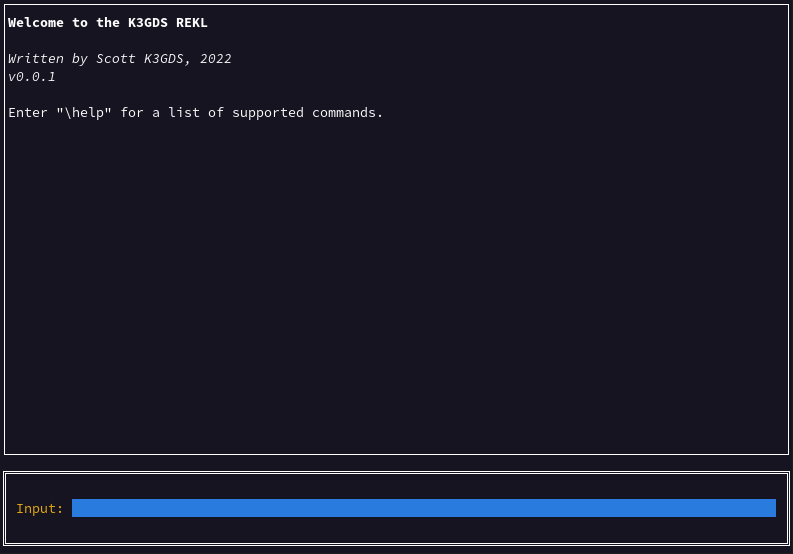 Welcome to the K3GDS REKL
Written by Scott K3GDS, 2022
v0.0.1
Enter "\help" for a list of supported commands.
Input: